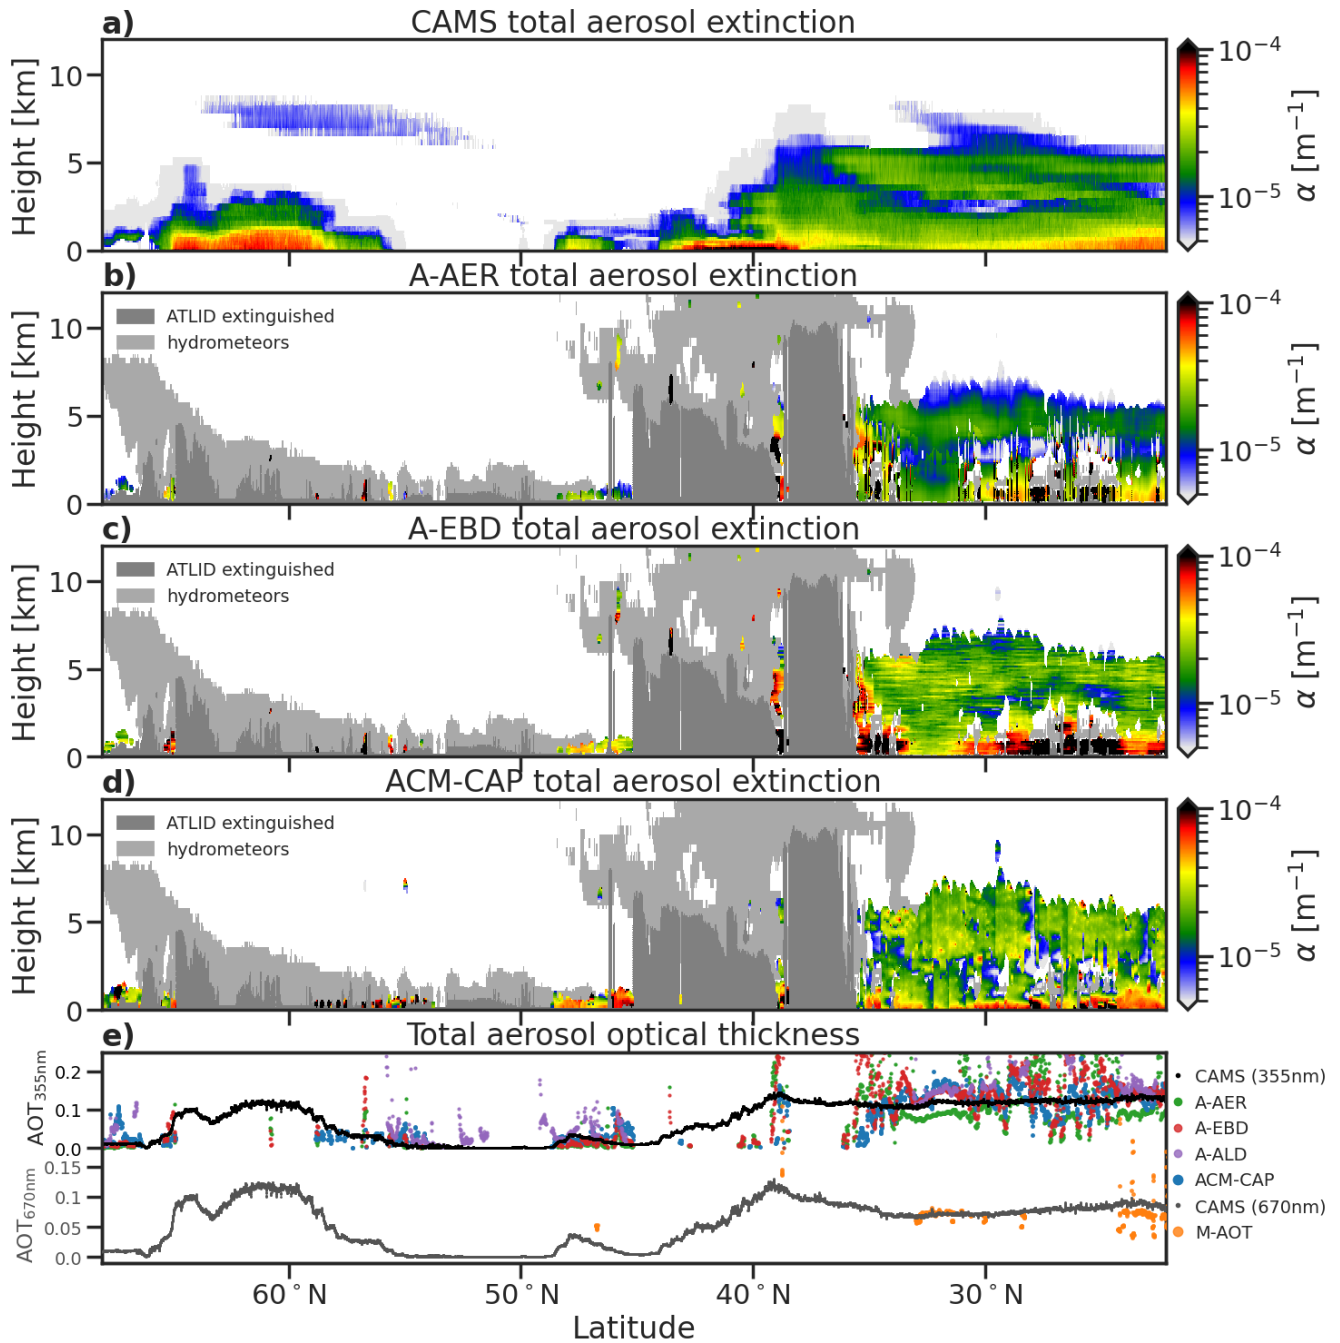 a) CAMS total aerosol extinction
10
5
0
Height [km]
10⁻⁴
10⁻⁵
α [m⁻¹]
b) A-AER total aerosol extinction
ATLID extinguished
hydrometeors
10
5
0
Height [km]
10⁻⁴
10⁻⁵
α [m⁻¹]
c) A-EBD total aerosol extinction
ATLID extinguished
hydrometeors
10
5
0
Height [km]
10⁻⁴
10⁻⁵
α [m⁻¹]
d) ACM-CAP total aerosol extinction
ATLID extinguished
hydrometeors
10
5
0
Height [km]
10⁻⁴
10⁻⁵
α [m⁻¹]
e) Total aerosol optical thickness
AOT355nm
0.2
0.1
0.0
AOT670nm
0.15
0.10
0.05
0.0
CAMS (355nm)
A-AER
A-EBD
A-ALD
ACM-CAP
CAMS (670nm)
M-AOT
60°N 50°N 40°N 30°N
Latitude